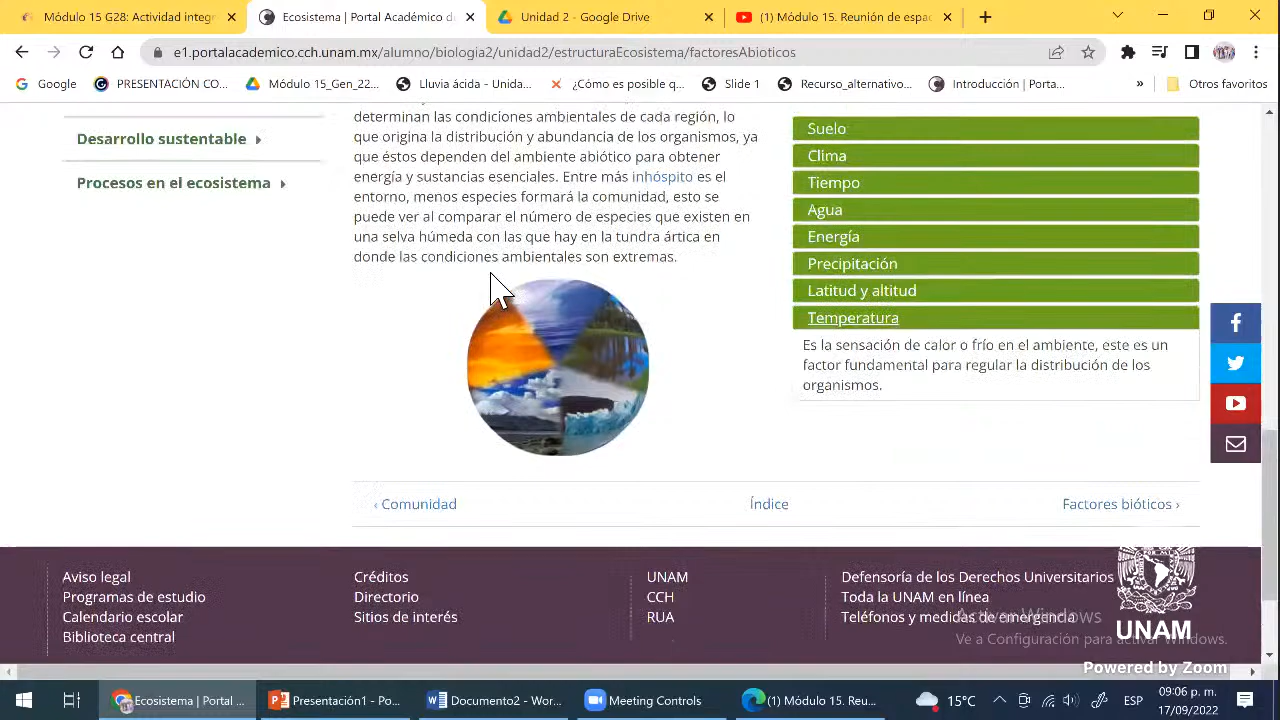 Módulo 15 G28: Actividad integr
Ecosistema | Portal Académico d
Unidad 2 - Google Drive
(1) Módulo 15. Reunión de espac
e1.portalacademico.cch.unam.mx/alumno/biologia2/unidad2/estructuraEcosistema/factoresAbioticos
Google
PRESENTACIÓN CO...
Módulo 15_Gen_22...
Lluvia ácida - Unida...
¿Cómo es posible q...
Slide 1
Recurso_alternativo...
Introducción | Porta...
»
Otros favoritos
Desarrollo sustentable
Procesos en el ecosistema
determinan las condiciones ambientales de cada región, lo
que origina la distribución y abundancia de los organismos, ya
que éstos dependen del ambiente abiótico para obtener
energía y sustancias esenciales. Entre más inhóspito es el
entorno, menos especies formará la comunidad, esto se
puede ver al comparar el número de especies que existen en
una selva húmeda con las que hay en la tundra ártica en
donde las condiciones ambientales son extremas.
Suelo
Clima
Tiempo
Agua
Energía
Precipitación
Latitud y altitud
Temperatura
Es la sensación de calor o frío en el ambiente, este es un
factor fundamental para regular la distribución de los
organismos.
‹ Comunidad
Índice
Factores bióticos ›
Aviso legal
Programas de estudio
Calendario escolar
Biblioteca central
Créditos
Directorio
Sitios de interés
UNAM
CCH
RUA
Defensoría de los Derechos Universitarios
Toda la UNAM en línea
Teléfonos y medidas de emergencia
UNAM
Activar Windows
Ve a Configuración para activar Windows.
Powered by Zoom
Ecosistema | Portal ...
Presentación1 - Po...
Documento2 - Wor...
Meeting Controls
(1) Módulo 15. Reu...
15°C
ESP
09:06 p. m.
17/09/2022